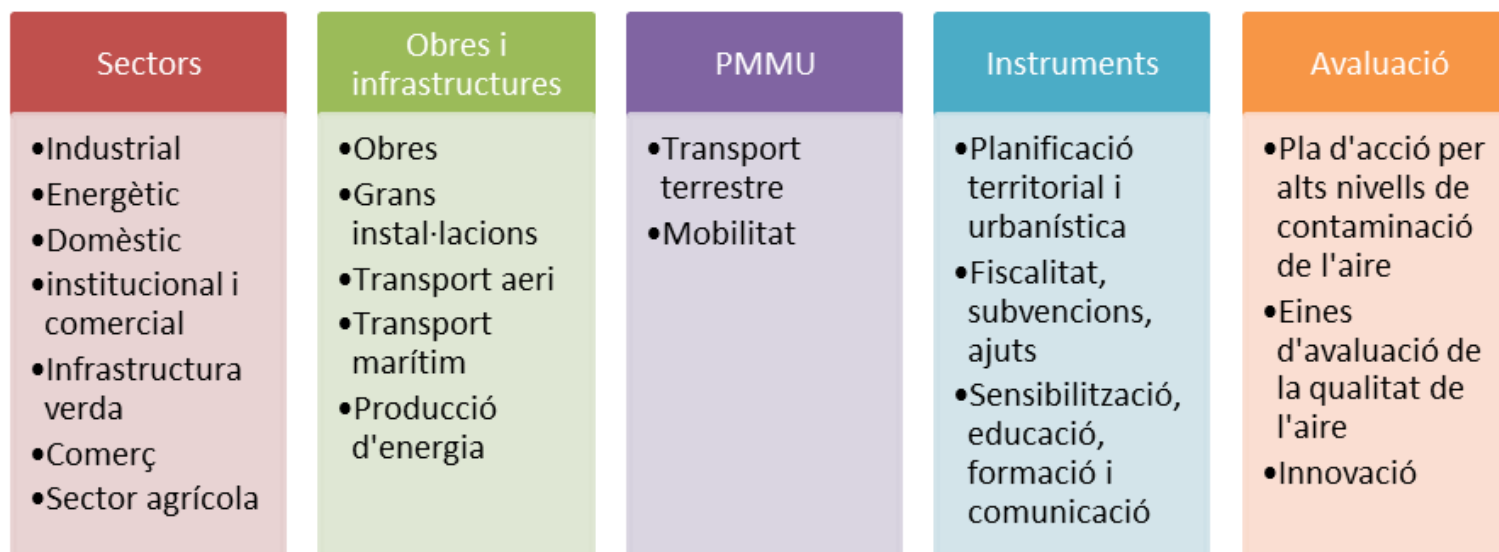 Sectors
•Industrial
•Energètic
•Domèstic
•institucional i
comercial
•Infrastructura
verda
•Comerç
•Sector agrícola
Obres i
infrastructures
•Obres
•Grans
instal·lacions
•Transport aeri
•Transport
marítim
•Producció
d'energia
PMMU
•Transport
terrestre
•Mobilitat
Instruments
•Planificació
territorial i
urbanística
•Fiscalitat,
subvencions,
ajuts
•Sensibilització,
educació,
formació i
comunicació
Avaluació
•Pla d'acció per
alts nivells de
contaminació
de l'aire
•Eines
d'avaluació de
la qualitat de
l'aire
•Innovació